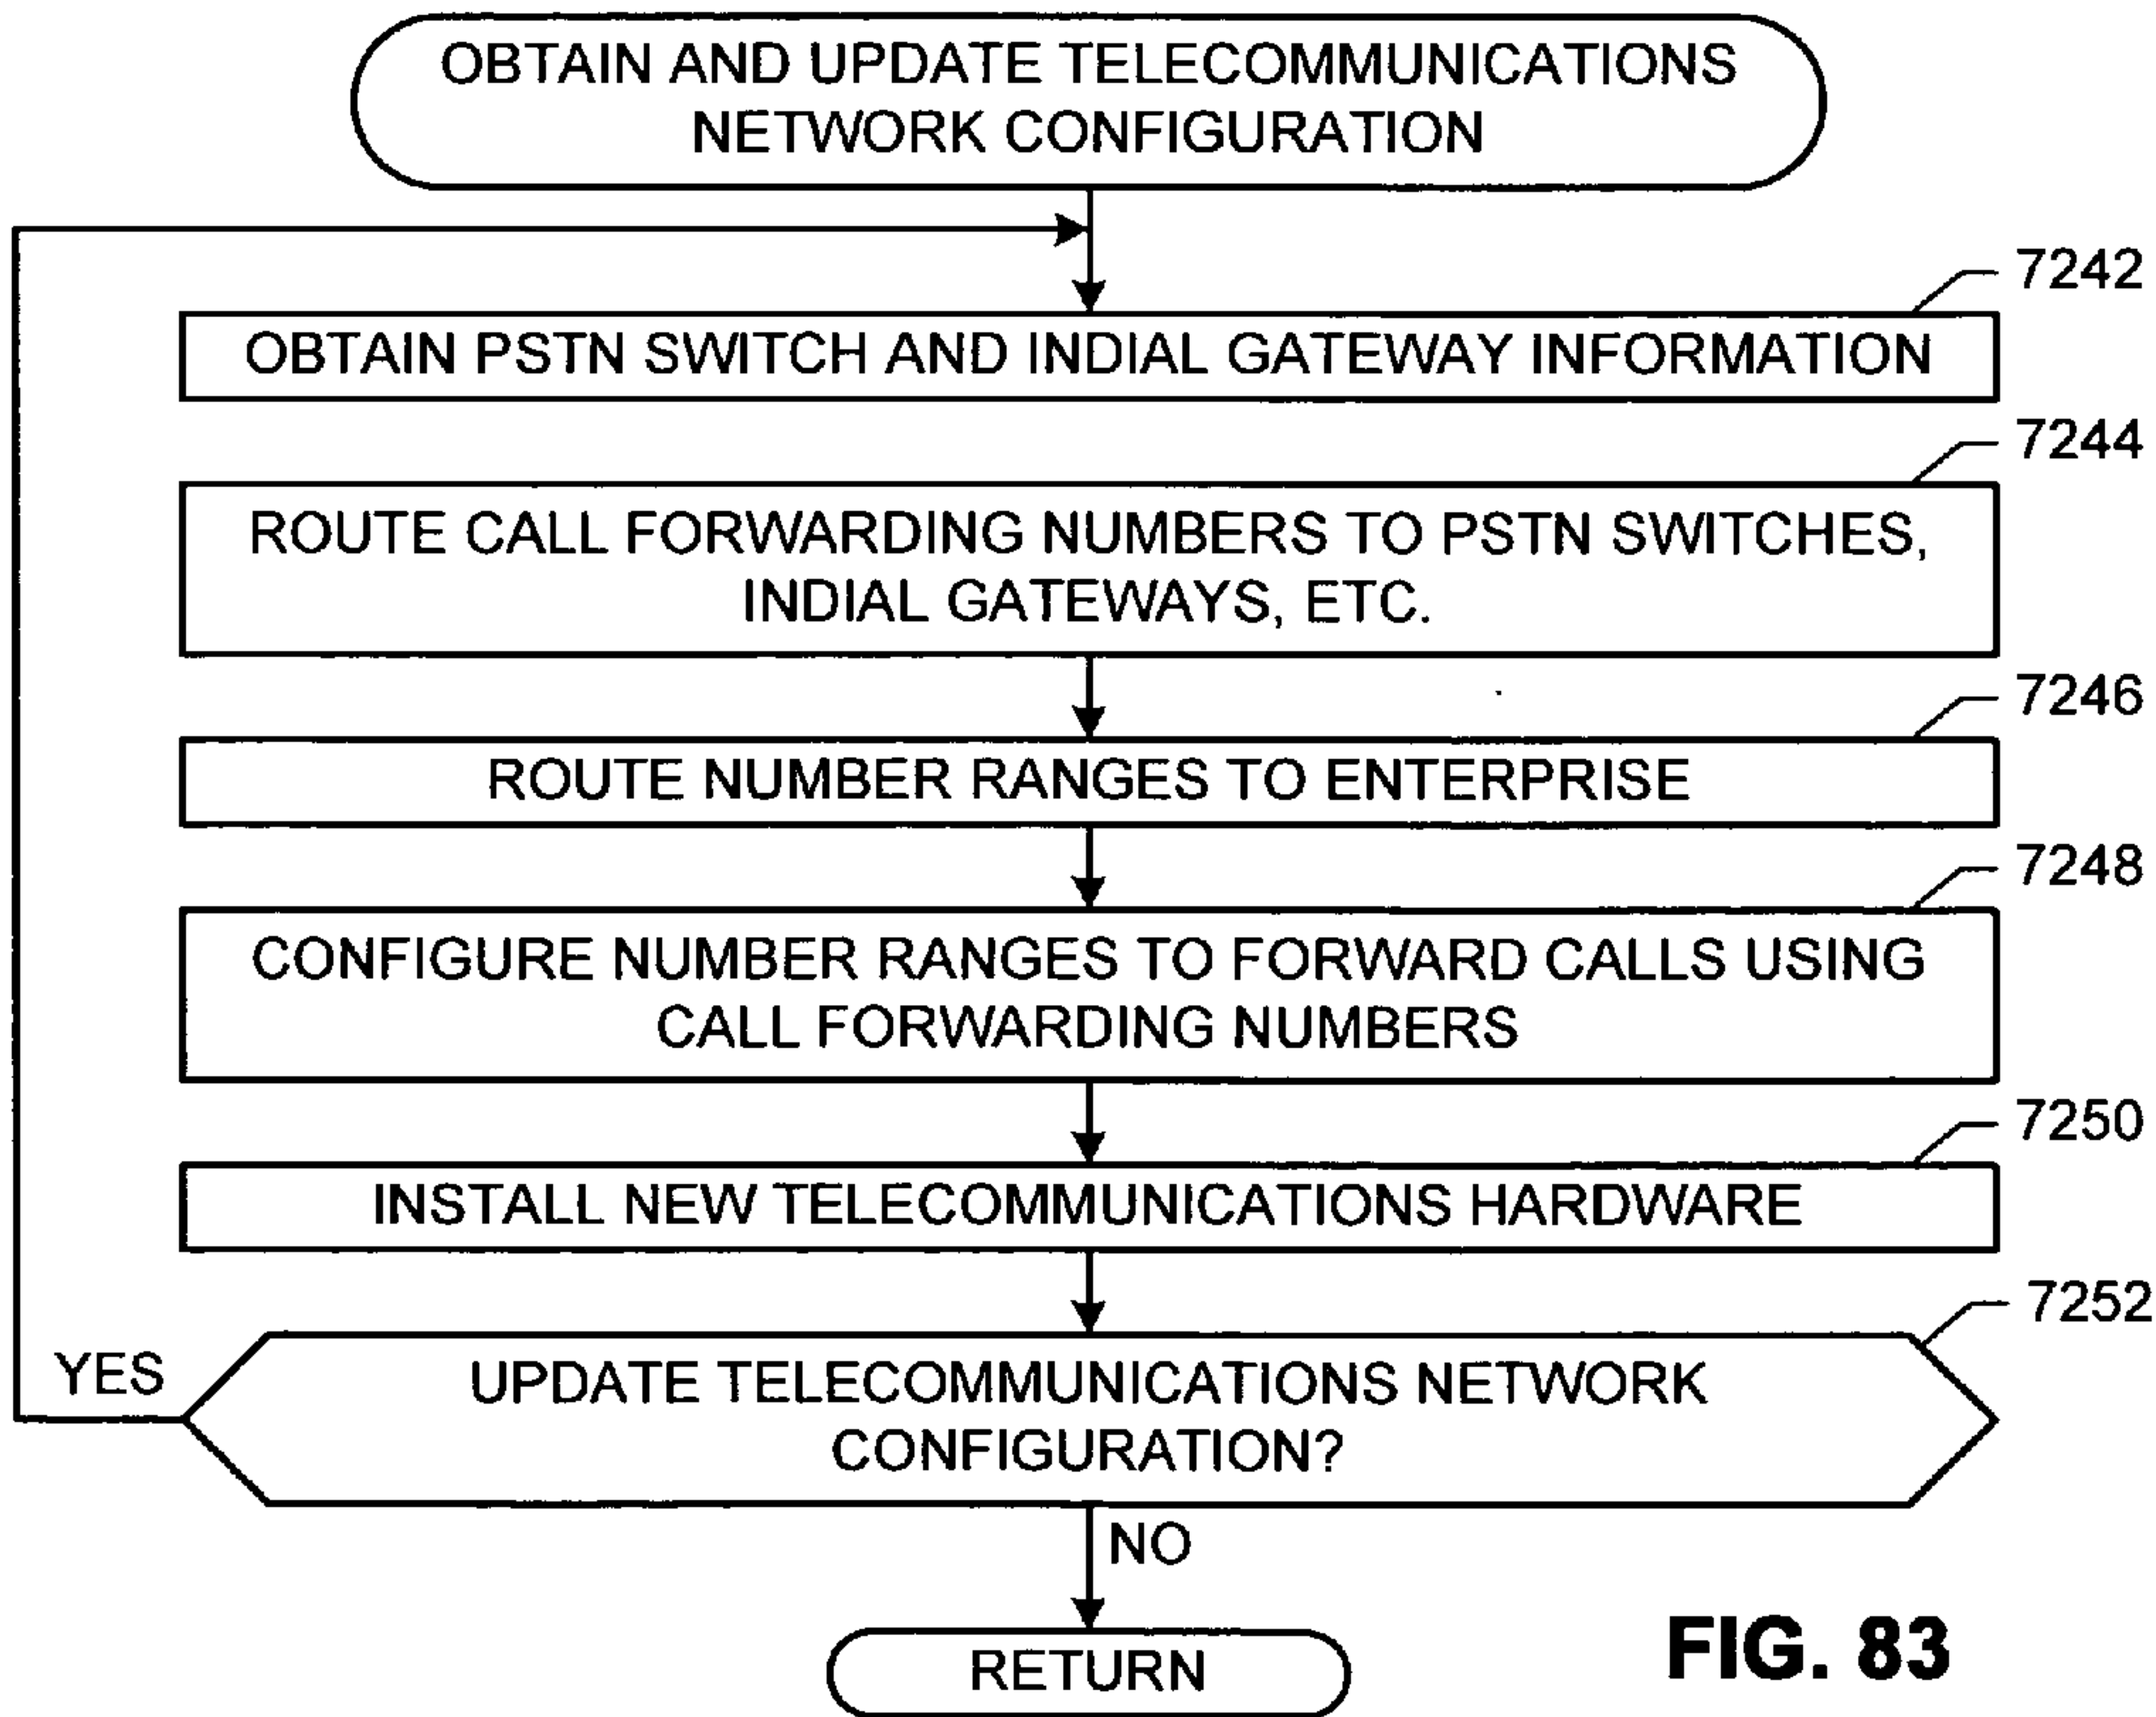 OBTAIN AND UPDATE TELECOMMUNICATIONS
NETWORK CONFIGURATION
7242
OBTAIN PSTN SWITCH AND INDIAL GATEWAY INFORMATION
7244
ROUTE CALL FORWARDING NUMBERS TO PSTN SWITCHES,
INDIAL GATEWAYS, ETC.
7246
ROUTE NUMBER RANGES TO ENTERPRISE
7248
CONFIGURE NUMBER RANGES TO FORWARD CALLS USING
CALL FORWARDING NUMBERS
7250
INSTALL NEW TELECOMMUNICATIONS HARDWARE
7252
YES
UPDATE TELECOMMUNICATIONS NETWORK
CONFIGURATION?
NO
RETURN
FIG. 83